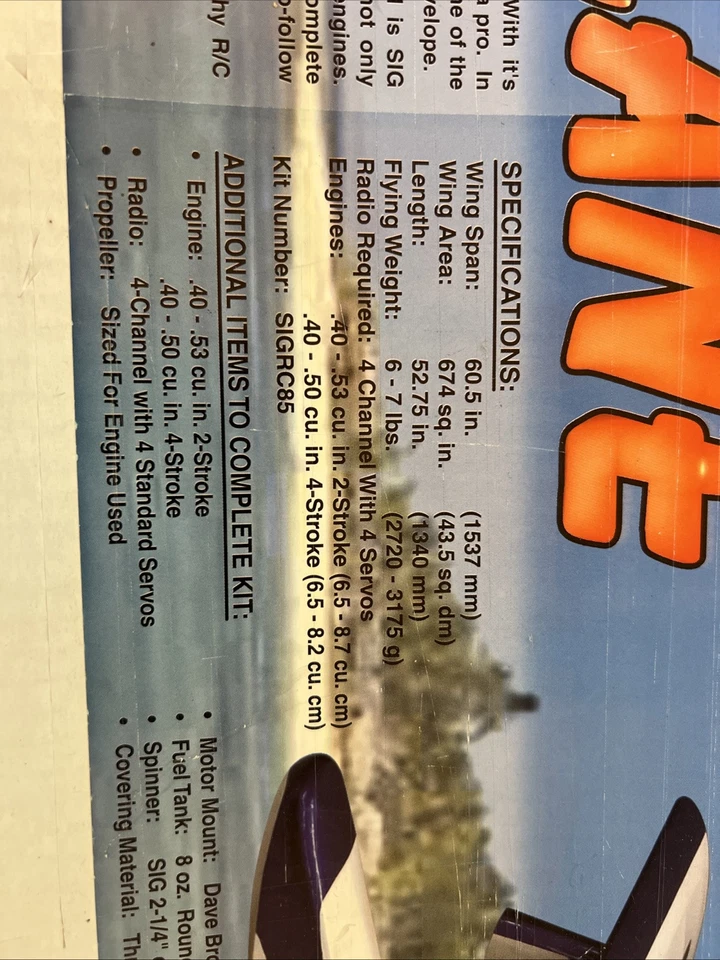 ANE
With it's
a pro. In
of the
velope.
is SIG
not only
engines.
omplete
o-follow
R/C
SPECIFICATIONS:
Wing Span: 60.5 in. (1537 mm)
Wing Area: 674 sq. in. (43.5 sq. dm)
Length: 52.75 in. (1340 mm)
Flying Weight: 6 - 7 lbs. (2720 - 3175 g)
Radio Required: 4 Channel With 4 Servos
Engines: .40 - .53 cu. in. 2-Stroke (6.5 - 8.7 cu. cm)
.40 - .50 cu. in. 4-Stroke (6.5 - 8.2 cu. cm)
Kit Number: SIGRC85
ADDITIONAL ITEMS TO COMPLETE KIT:
• Engine: .40 - .53 cu. in. 2-Stroke
.40 - .50 cu. in. 4-Stroke
• Radio: 4-Channel with 4 Standard Servos
• Propeller: Sized For Engine Used
• Motor Mount: Dave Bro
• Fuel Tank: 8 oz. Roun
• Spinner: SIG 2-1/4"
• Covering Material: